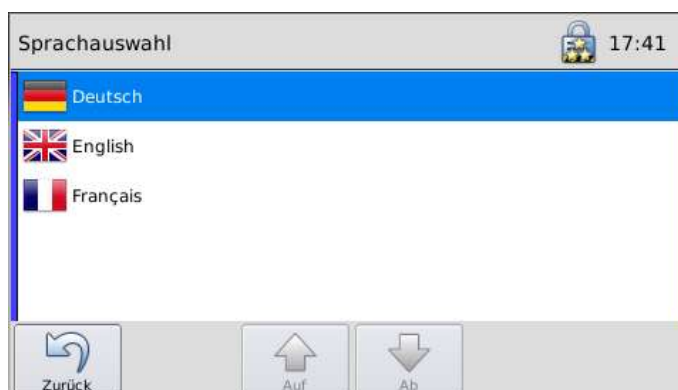 Sprachauswahl 17:41
Deutsch
English
Français
Zurück Auf Ab